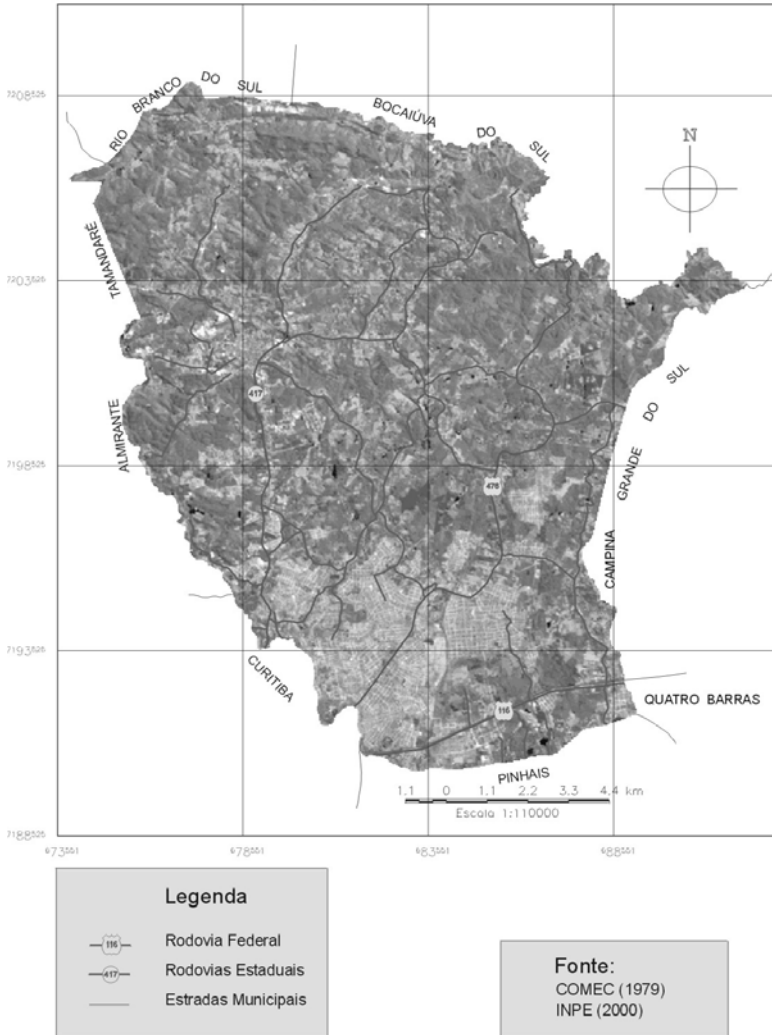 RIO BRANCO DO SUL
BOCAIÚVA DO SUL
N
TAMANDARÉ
ALMIRANTE
CAMPINA GRANDE DO SUL
CURITIBA
QUATRO BARRAS
PINHAIS
417
476
116
7208525
7203525
7198525
7193525
7188525
673551
678551
683551
688551
1.1 0 1.1 2.2 3.3 4.4 km
Escala 1:110000
Legenda
116 Rodovia Federal
417 Rodovias Estaduais
Estradas Municipais
Fonte:
COMEC (1979)
INPE (2000)